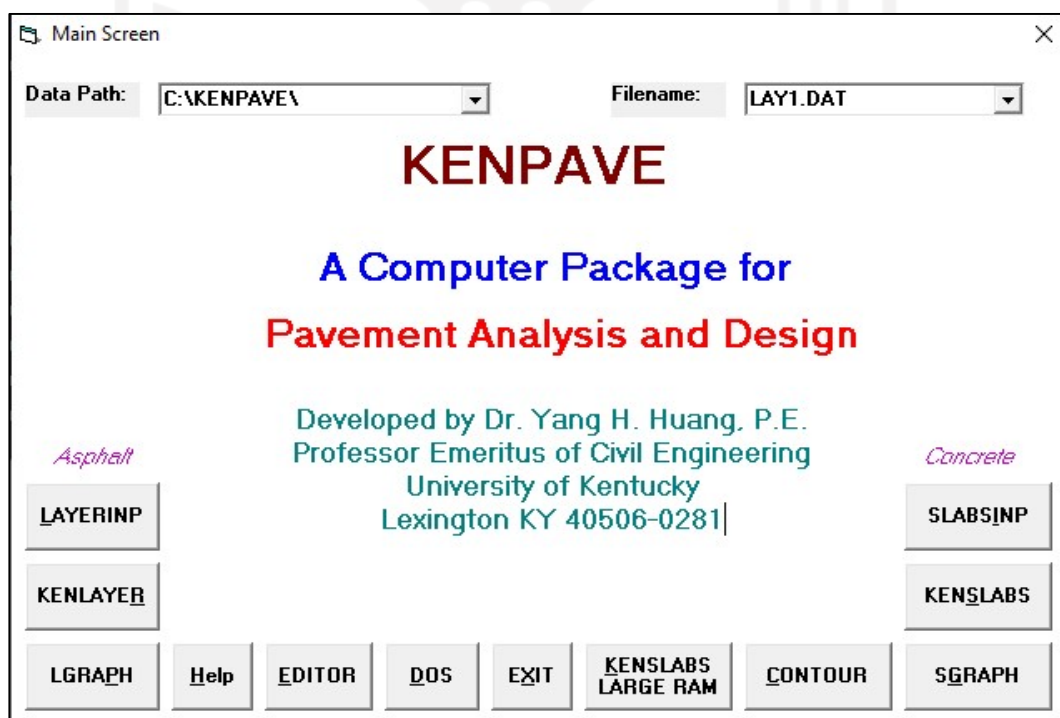 Main Screen
Data Path: C:\KENPAVE\ Filename: LAY1.DAT
KENPAVE
A Computer Package for
Pavement Analysis and Design
Developed by Dr. Yang H. Huang, P.E.
Professor Emeritus of Civil Engineering
University of Kentucky
Lexington KY 40506-0281
Asphalt
Concrete
LAYERINP
SLABSINP
KENLAYER
KENSLABS
LGRAPH
Help
EDITOR
DOS
EXIT
KENSLABS
LARGE RAM
CONTOUR
SGRAPH